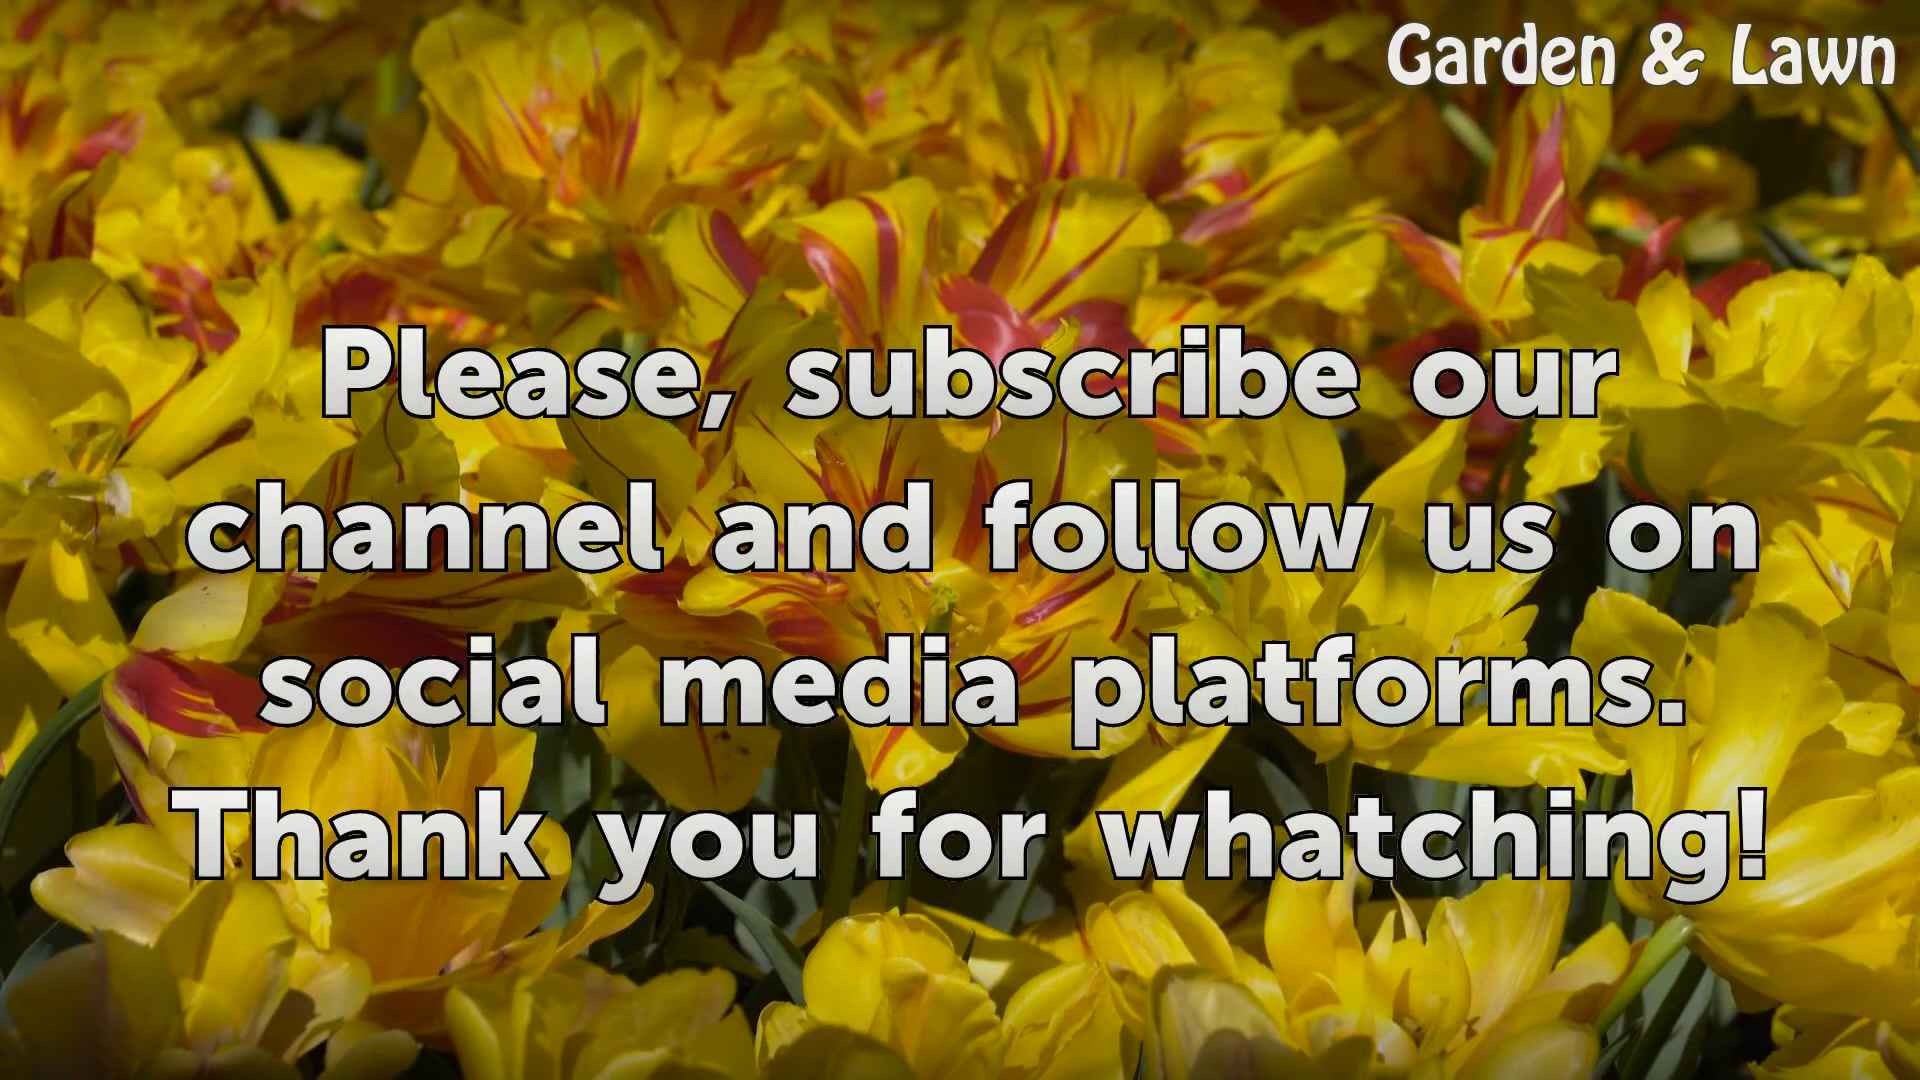 Garden & Lawn
Please, subscribe our
channel and follow us on
social media platforms.
Thank you for whatching!